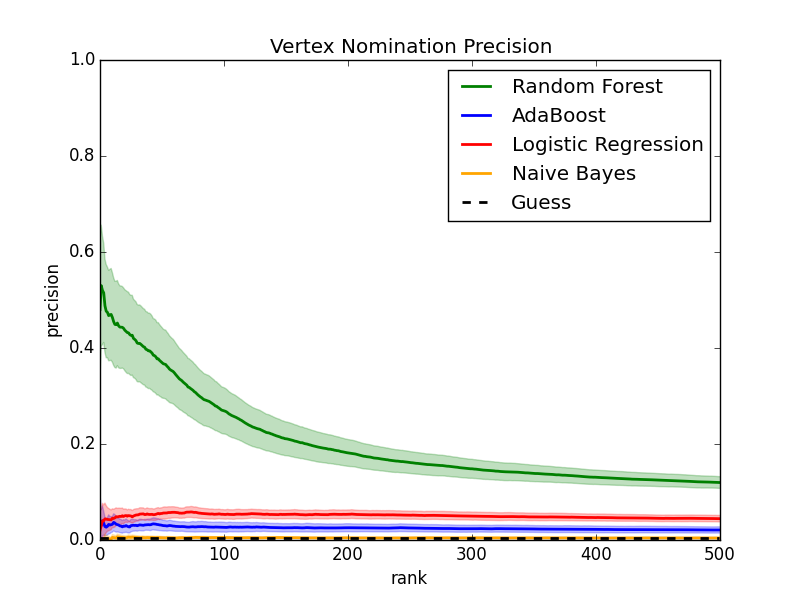 Vertex Nomination Precision
1.0
0.8
0.6
0.4
0.2
0.0
precision
Random Forest
AdaBoost
Logistic Regression
Naive Bayes
Guess
0 100 200 300 400 500
rank